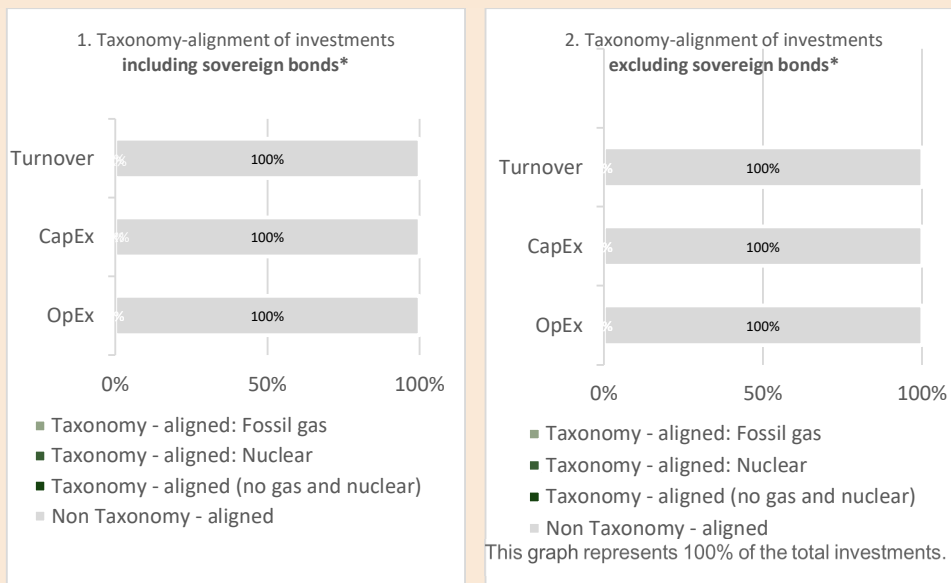 1. Taxonomy-alignment of investments
including sovereign bonds*
Turnover
100%
CapEx
100%
OpEx
100%
0% 50% 100%
Taxonomy - aligned: Fossil gas
Taxonomy - aligned: Nuclear
Taxonomy - aligned (no gas and nuclear)
Non Taxonomy - aligned
2. Taxonomy-alignment of investments
excluding sovereign bonds*
Turnover
100%
CapEx
100%
OpEx
100%
0% 50% 100%
Taxonomy - aligned: Fossil gas
Taxonomy - aligned: Nuclear
Taxonomy - aligned (no gas and nuclear)
Non Taxonomy - aligned
This graph represents 100% of the total investments.